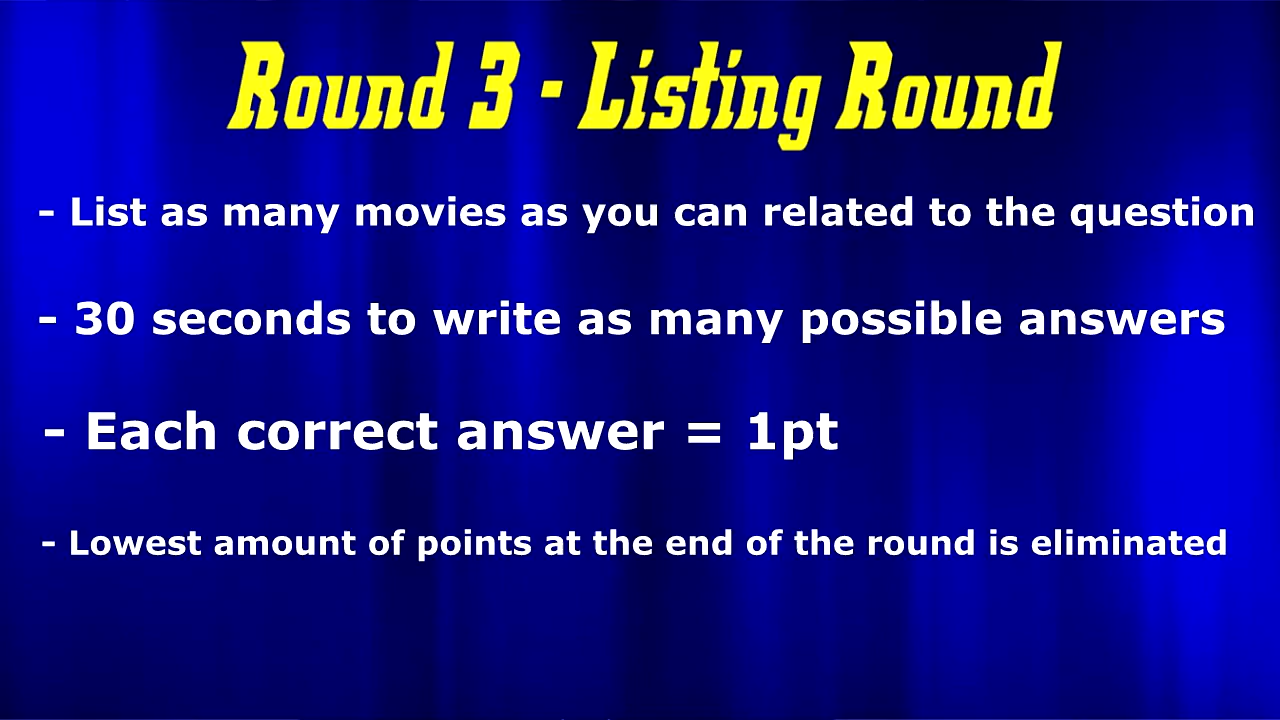 Round 3 - Listing Round
- List as many movies as you can related to the question
- 30 seconds to write as many possible answers
- Each correct answer = 1pt
- Lowest amount of points at the end of the round is eliminated